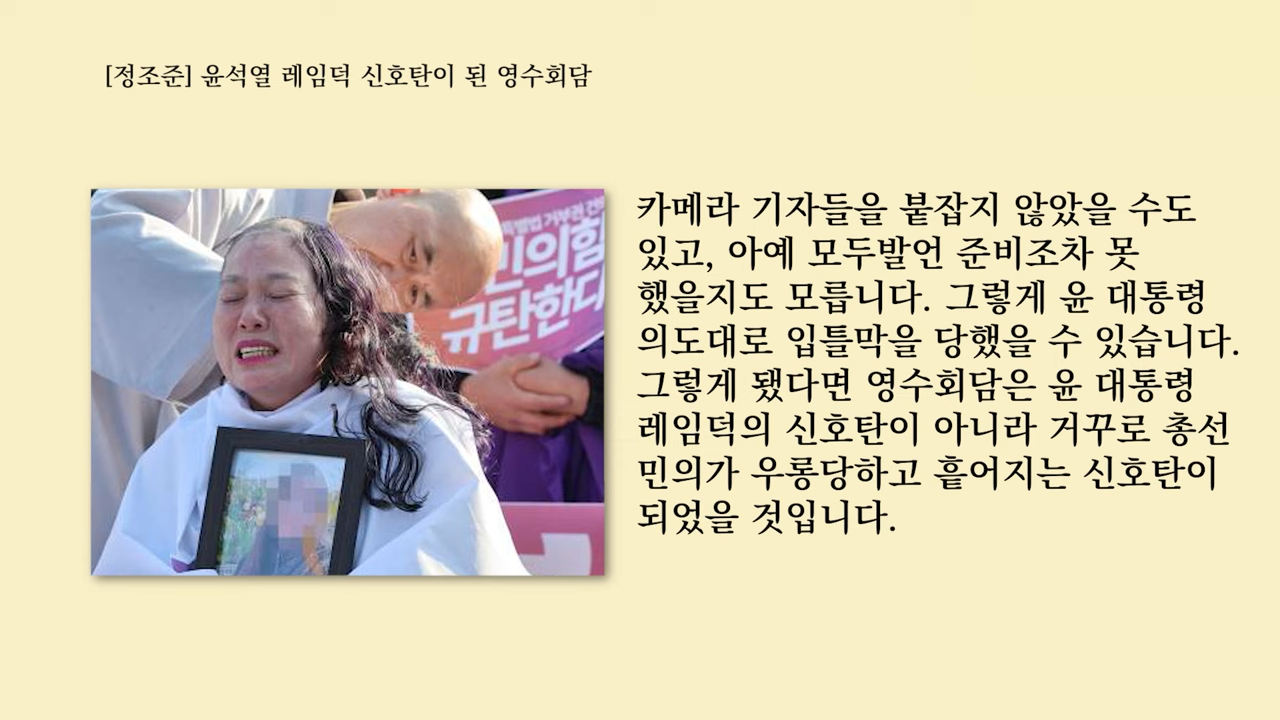 [정조준] 윤석열 레임덕 신호탄이 된 영수회담
카메라 기자들을 붙잡지 않았을 수도
있고, 아예 모두발언 준비조차 못
했을지도 모릅니다. 그렇게 윤 대통령
의도대로 입틀막을 당했을 수 있습니다.
그렇게 됐다면 영수회담은 윤 대통령
레임덕의 신호탄이 아니라 거꾸로 총선
민의가 우롱당하고 흩어지는 신호탄이
되었을 것입니다.
특별법 거부권
민의힘
규탄한다